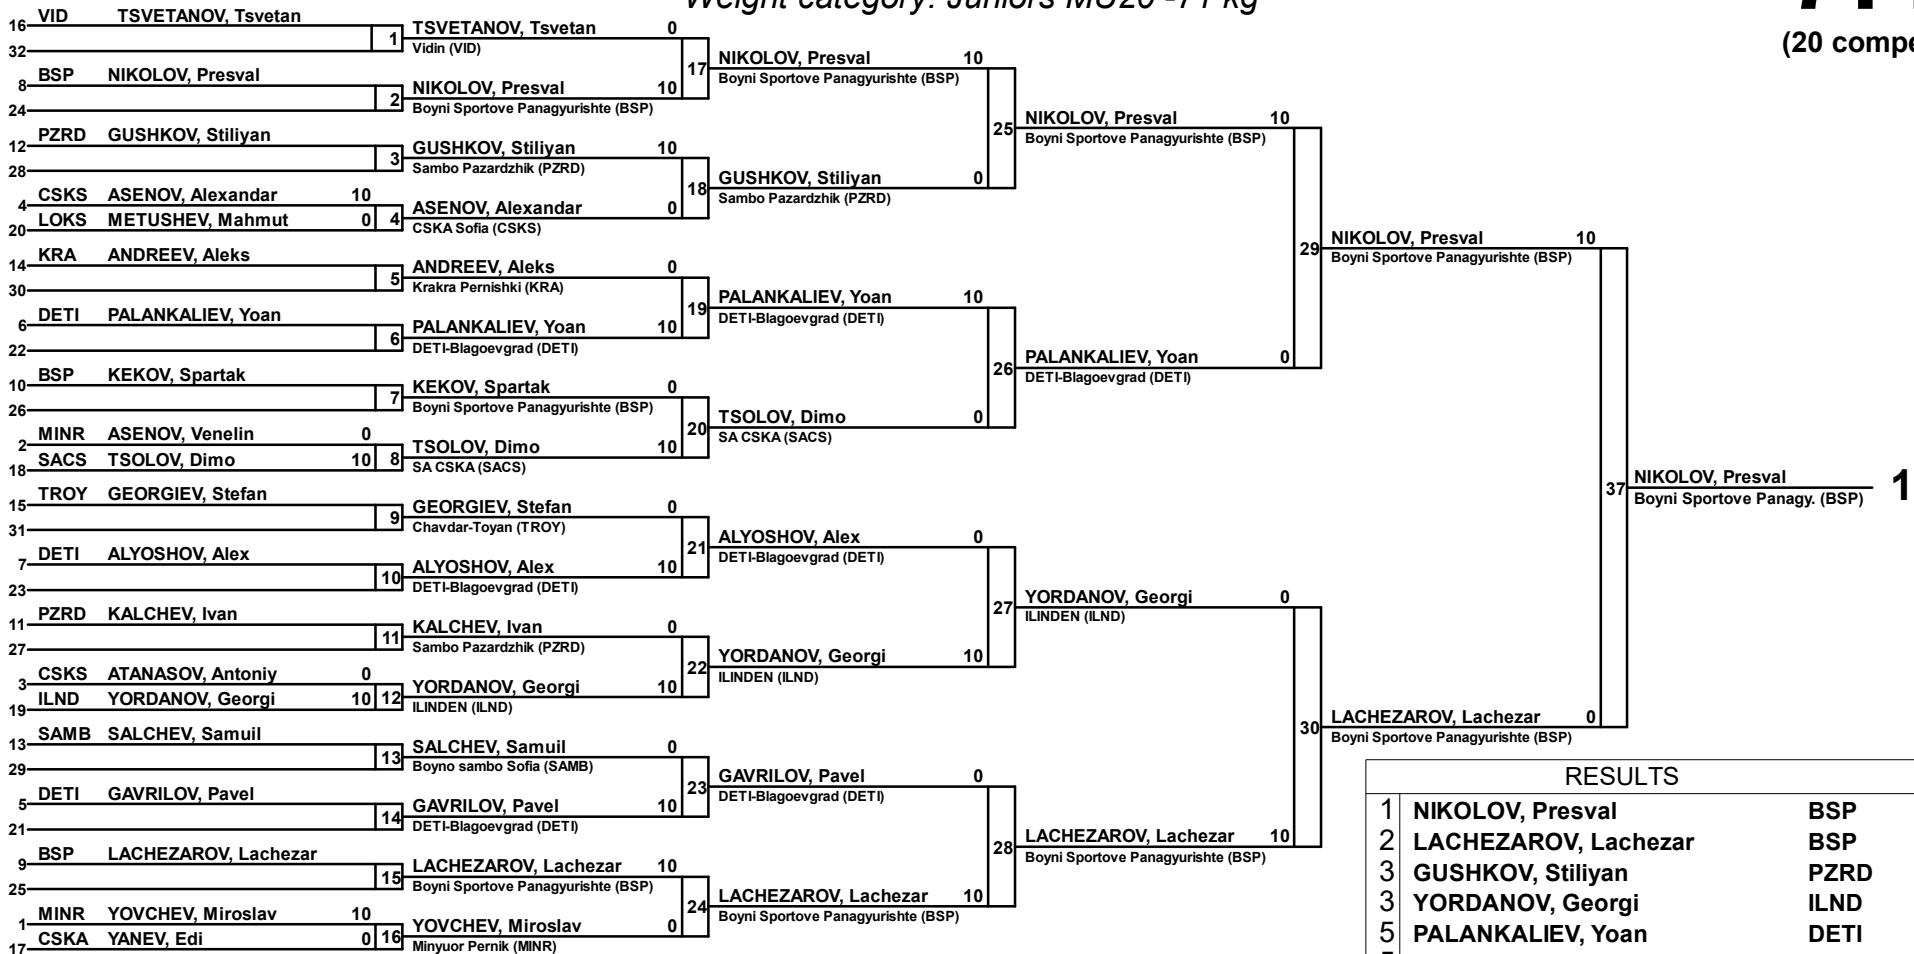 Weight category: Juniors MU20 -71 kg
(20 compe
16 VID TSVETANOV, Tsvetan
32
1
8 BSP NIKOLOV, Presval
24
2
12 PZRD GUSHKOV, Stiliyan
28
3
4 CSKS ASENOV, Alexandar 10
20 LOKS METUSHEV, Mahmut 0
4
14 KRA ANDREEV, Aleks
30
5
6 DETI PALANKALIEV, Yoan
22
6
10 BSP KEKOV, Spartak
26
7
2 MINR ASENOV, Venelin 0
18 SACS TSOLOV, Dimo 10
8
15 TROY GEORGIEV, Stefan
31
9
7 DETI ALYOSHOV, Alex
23
10
11 PZRD KALCHEV, Ivan
27
11
3 CSKS ATANASOV, Antoniy 0
19 ILND YORDANOV, Georgi 10
12
13 SAMB SALCHEV, Samuil
29
13
5 DETI GAVRILOV, Pavel
21
14
9 BSP LACHEZAROV, Lachezar
25
15
1 MINR YOVCHEV, Miroslav 10
17 CSKA YANEV, Edi 0
16
TSVETANOV, Tsvetan 0
Vidin (VID)
17
NIKOLOV, Presval 10
Boyni Sportove Panagyurishte (BSP)
GUSHKOV, Stiliyan 10
Sambo Pazardzhik (PZRD)
18
ASENOV, Alexandar 0
CSKA Sofia (CSKS)
ANDREEV, Aleks 0
Krakra Pernishki (KRA)
19
PALANKALIEV, Yoan 10
DETI-Blagoevgrad (DETI)
KEKOV, Spartak 0
Boyni Sportove Panagyurishte (BSP)
20
TSOLOV, Dimo 10
SA CSKA (SACS)
GEORGIEV, Stefan 0
Chavdar-Toyan (TROY)
21
ALYOSHOV, Alex 10
DETI-Blagoevgrad (DETI)
KALCHEV, Ivan 0
Sambo Pazardzhik (PZRD)
22
YORDANOV, Georgi 10
ILINDEN (ILND)
SALCHEV, Samuil 0
Boyno sambo Sofia (SAMB)
23
GAVRILOV, Pavel 10
DETI-Blagoevgrad (DETI)
LACHEZAROV, Lachezar 10
Boyni Sportove Panagyurishte (BSP)
24
YOVCHEV, Miroslav 0
Minyuor Pernik (MINR)
NIKOLOV, Presval 10
Boyni Sportove Panagyurishte (BSP)
25
GUSHKOV, Stiliyan 0
Sambo Pazardzhik (PZRD)
PALANKALIEV, Yoan 10
DETI-Blagoevgrad (DETI)
26
TSOLOV, Dimo 0
SA CSKA (SACS)
ALYOSHOV, Alex 0
DETI-Blagoevgrad (DETI)
27
YORDANOV, Georgi 10
ILINDEN (ILND)
GAVRILOV, Pavel 0
DETI-Blagoevgrad (DETI)
28
LACHEZAROV, Lachezar 10
Boyni Sportove Panagyurishte (BSP)
NIKOLOV, Presval 10
Boyni Sportove Panagyurishte (BSP)
29
PALANKALIEV, Yoan 0
DETI-Blagoevgrad (DETI)
YORDANOV, Georgi 0
ILINDEN (ILND)
30
LACHEZAROV, Lachezar 10
Boyni Sportove Panagyurishte (BSP)
NIKOLOV, Presval 10
Boyni Sportove Panagyurishte (BSP)
37
LACHEZAROV, Lachezar 0
Boyni Sportove Panagyurishte (BSP)
NIKOLOV, Presval 1
Boyni Sportove Panagy. (BSP)
RESULTS
1 NIKOLOV, Presval BSP
2 LACHEZAROV, Lachezar BSP
3 GUSHKOV, Stiliyan PZRD
3 YORDANOV, Georgi ILND
5 PALANKALIEV, Yoan DETI